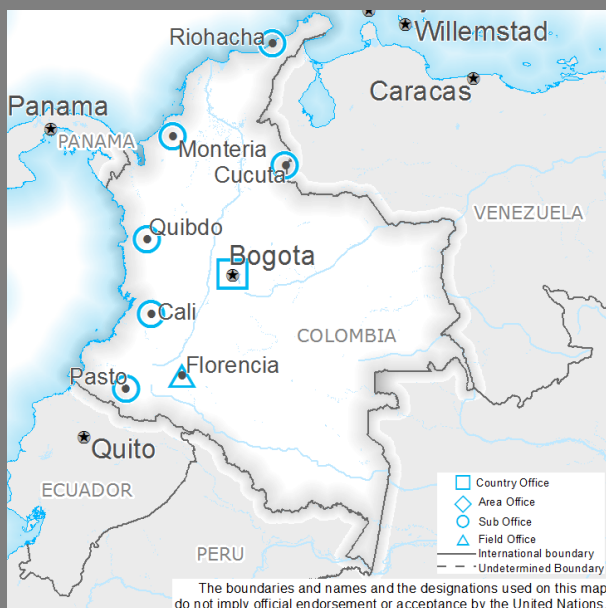 Willemstad
Riohacha
Caracas
Panama
PANAMA
Monteria
Cucuta
VENEZUELA
Quibdo
Bogota
Cali
COLOMBIA
Florencia
Pasto
Quito
ECUADOR
PERU
Country Office
Area Office
Sub Office
Field Office
International boundary
Undetermined Boundary
The boundaries and names and the designations used on this map
do not imply official endorsement or acceptance by the United Nations